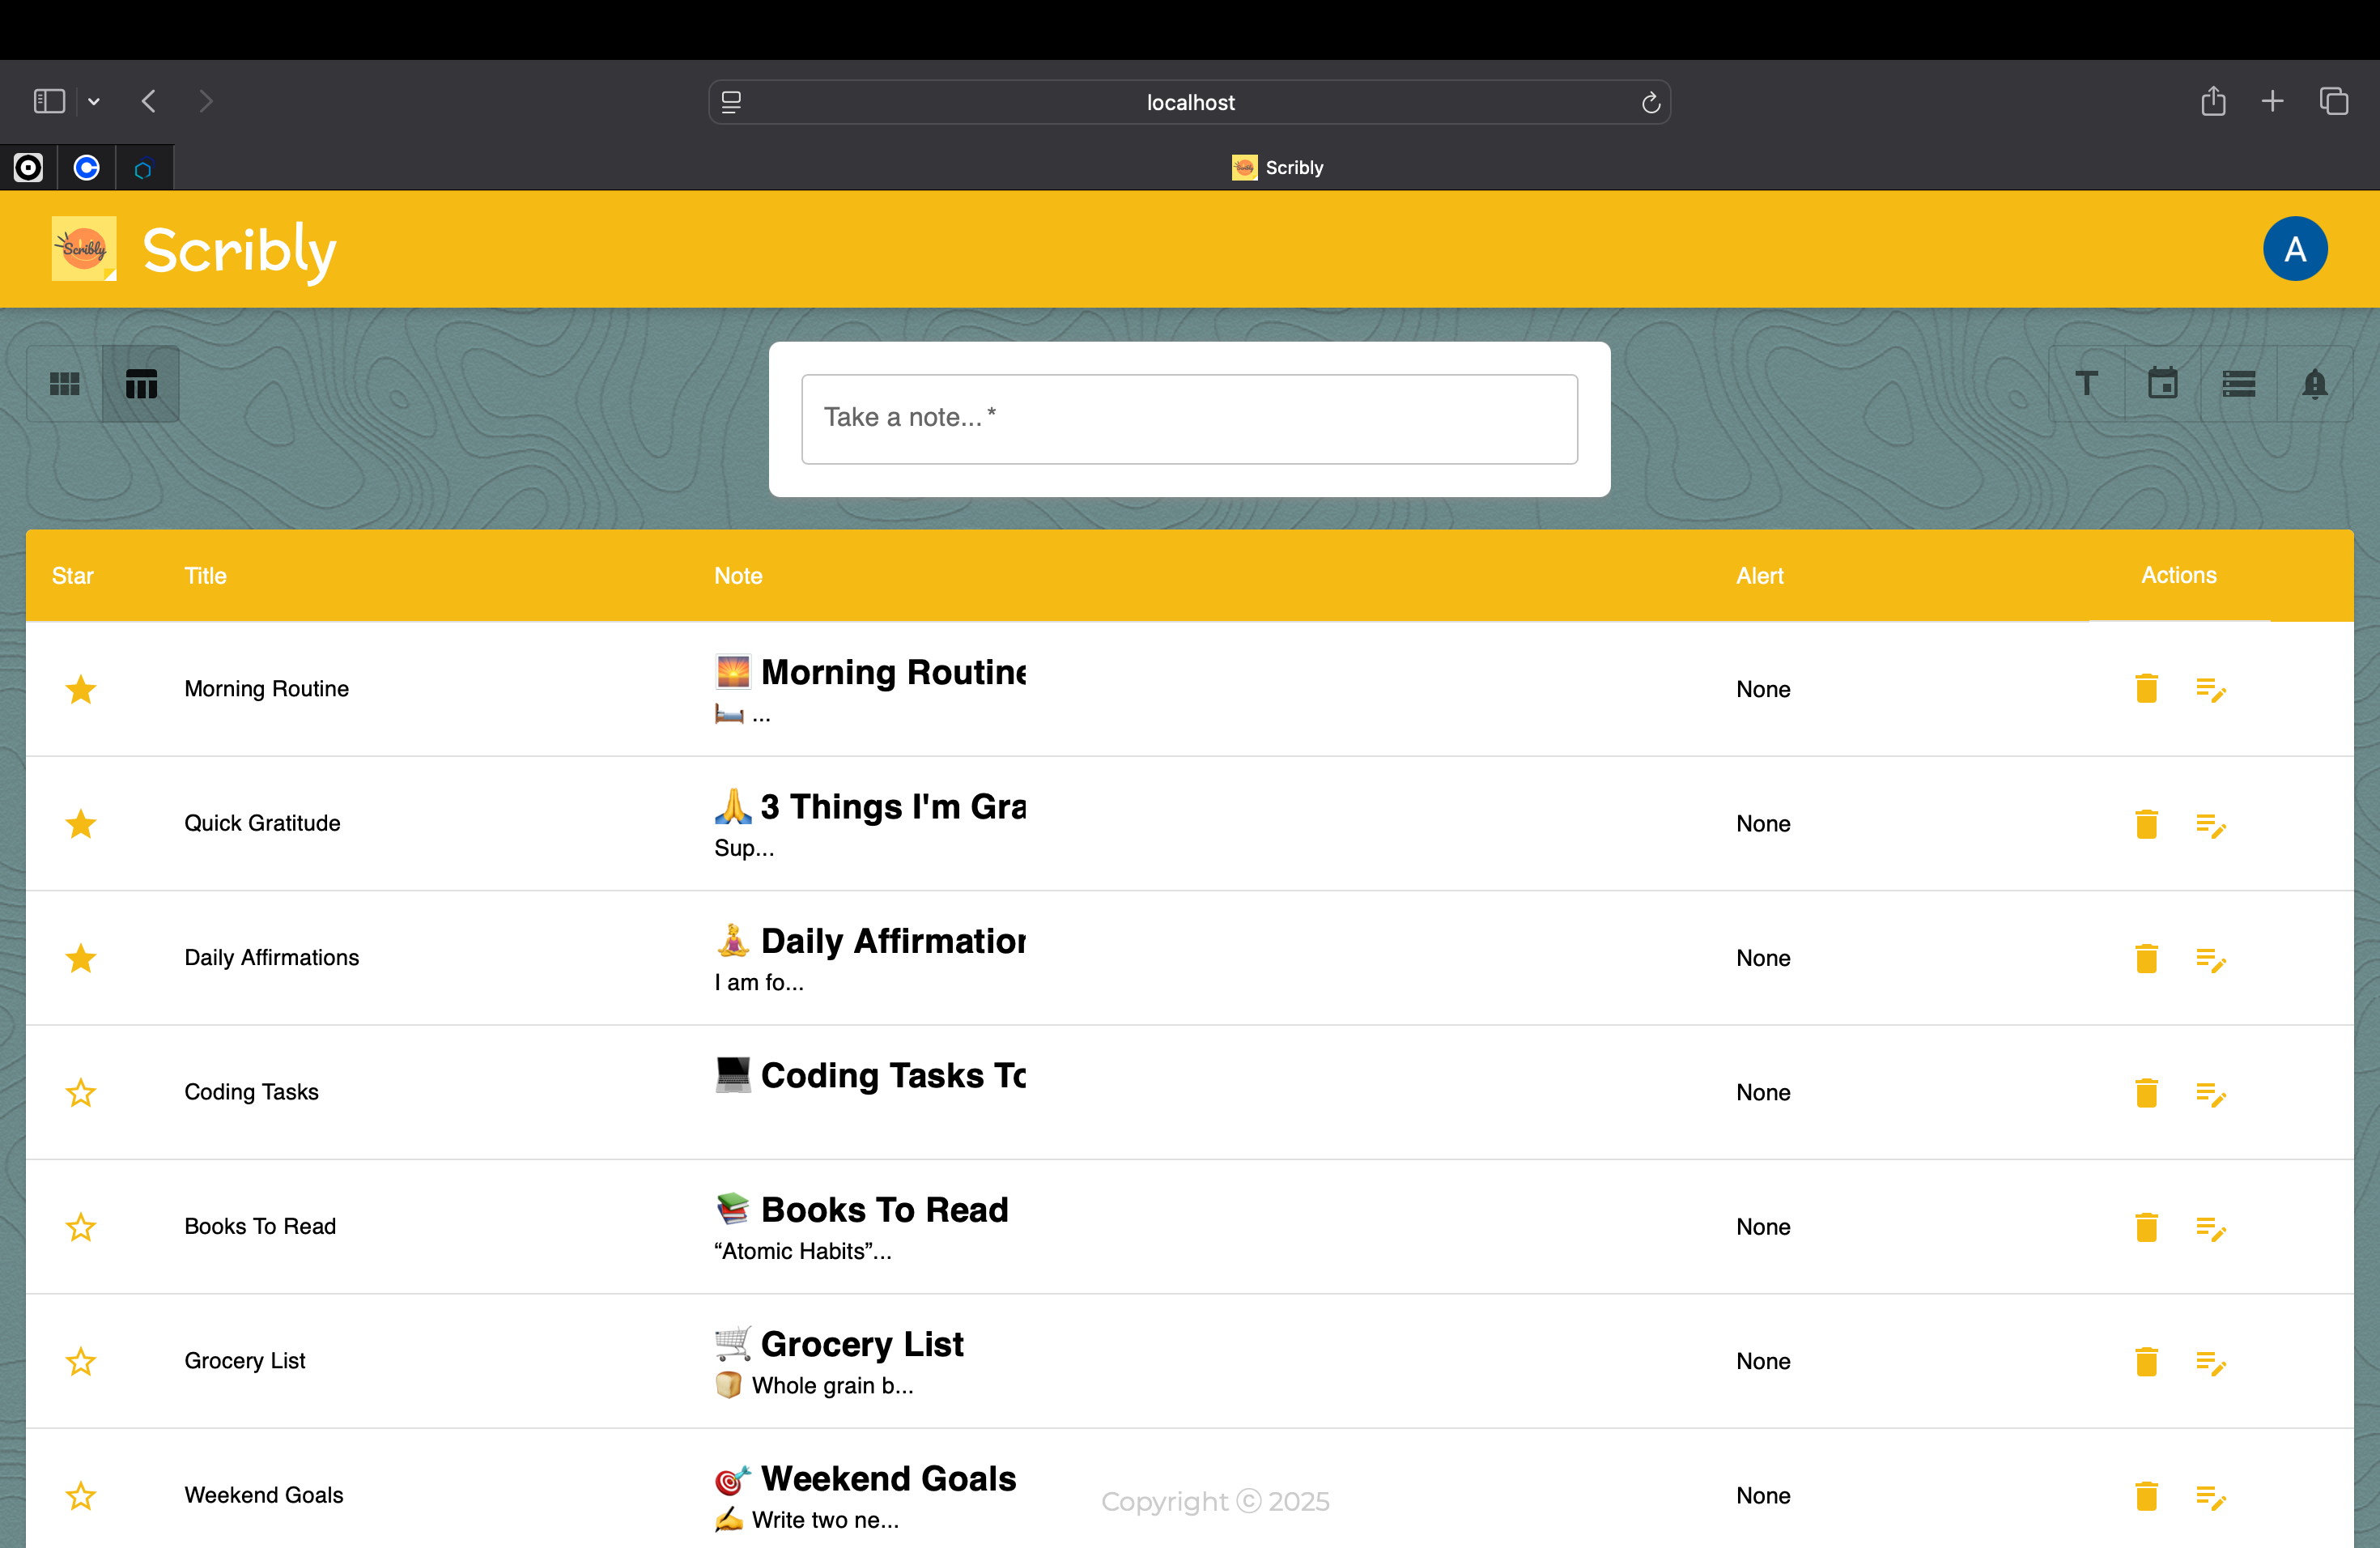 localhost
Scribly
Scribly Scribly
A
Take a note... *
Star Title Note Alert Actions
Morning Routine
Morning Routine
...
None
Quick Gratitude
3 Things I'm Gra
Sup...
None
Daily Affirmations
Daily Affirmation
I am fo...
None
Coding Tasks
Coding Tasks To
None
Books To Read
Books To Read
“Atomic Habits”...
None
Grocery List
Grocery List
Whole grain b...
None
Weekend Goals
Weekend Goals
Write two ne...
None
Copyright © 2025